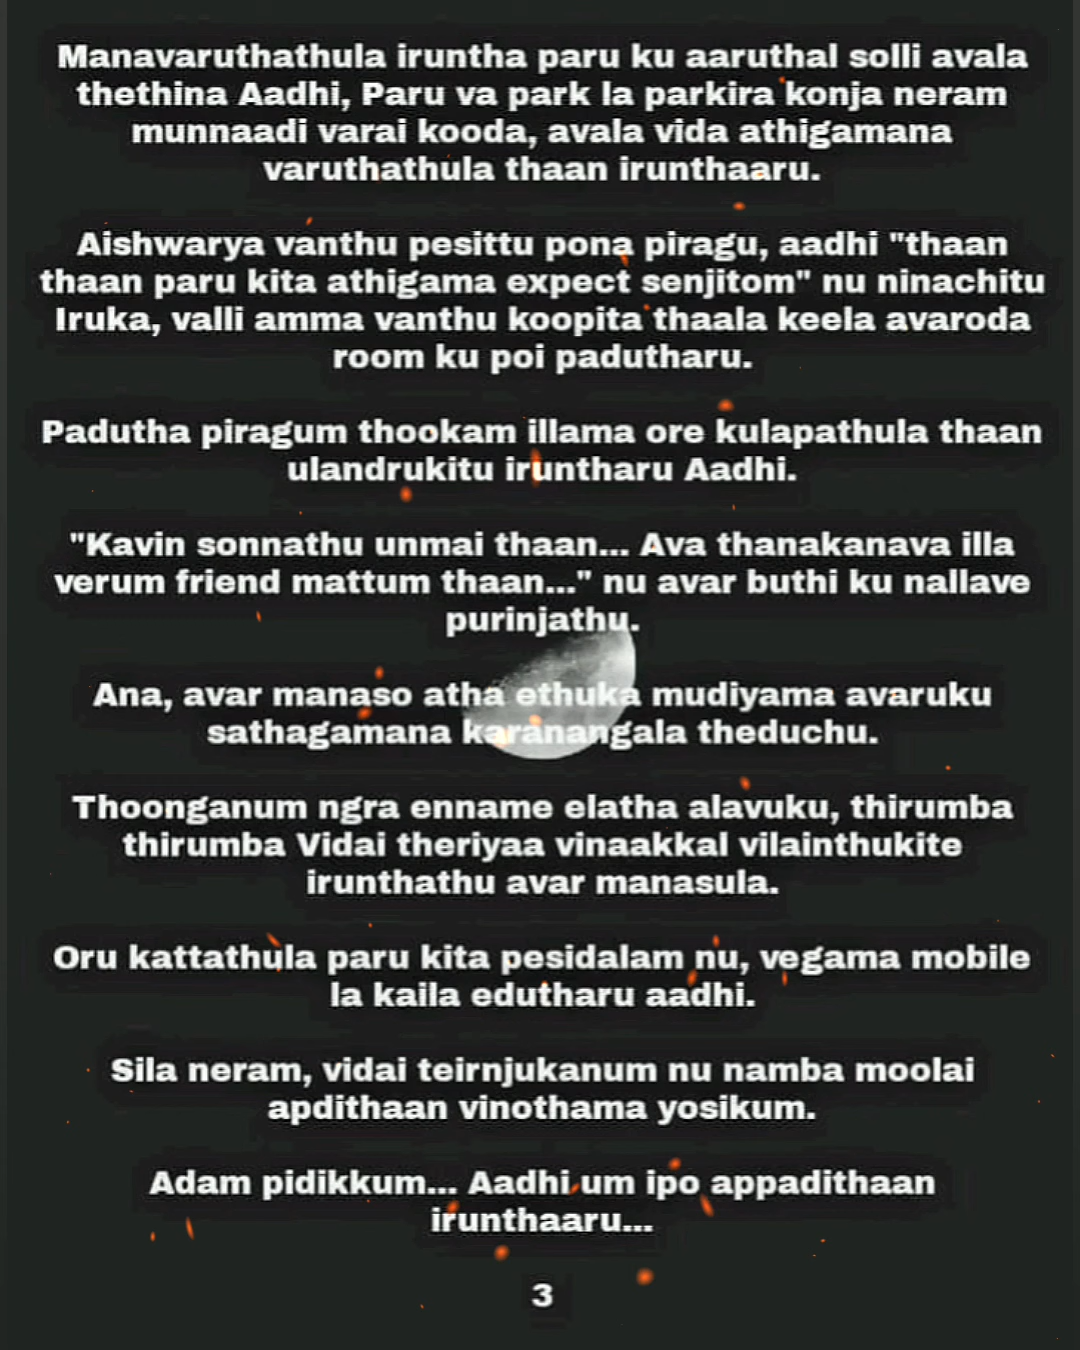 Manavaruthathula iruntha paru ku aaruthal solli avala
thethina Aadhi, Paru va park la parkira konja neram
munnaadi varai kooda, avala vida athigamana
varuthathula thaan irunthaaru.
Aishwarya vanthu pesittu pona piragu, aadhi "thaan
thaan paru kita athigama expect senjitom" nu ninachitu
Iruka, valli amma vanthu koopita thaala keela avaroda
room ku poi padutharu.
Padutha piragum thookam illama ore kulapathula thaan
ulandrukitu iruntharu Aadhi.
"Kavin sonnathu unmai thaan... Ava thanakanava illa
verum friend mattum thaan..." nu avar buthi ku nallave
purinjathu.
Ana, avar manaso atha ethuka mudiyama avaruku
sathagamana karanangala theduchu.
Thoonganum ngra enname elatha alavuku, thirumba
thirumba Vidai theriyaa vinaakkal vilainthukite
irunthathu avar manasula.
Oru kattathula paru kita pesidalam nu, vegama mobile
la kaila edutharu aadhi.
Sila neram, vidai teirnjukanum nu namba moolai
apdithaan vinothama yosikum.
Adam pidikkum... Aadhi um ipo appadithaan
irunthaaru...
3